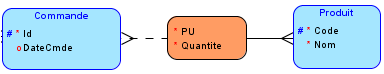 Commande
# * Id
o DateCmde
* PU
* Quantite
Produit
# * Code
* Nom